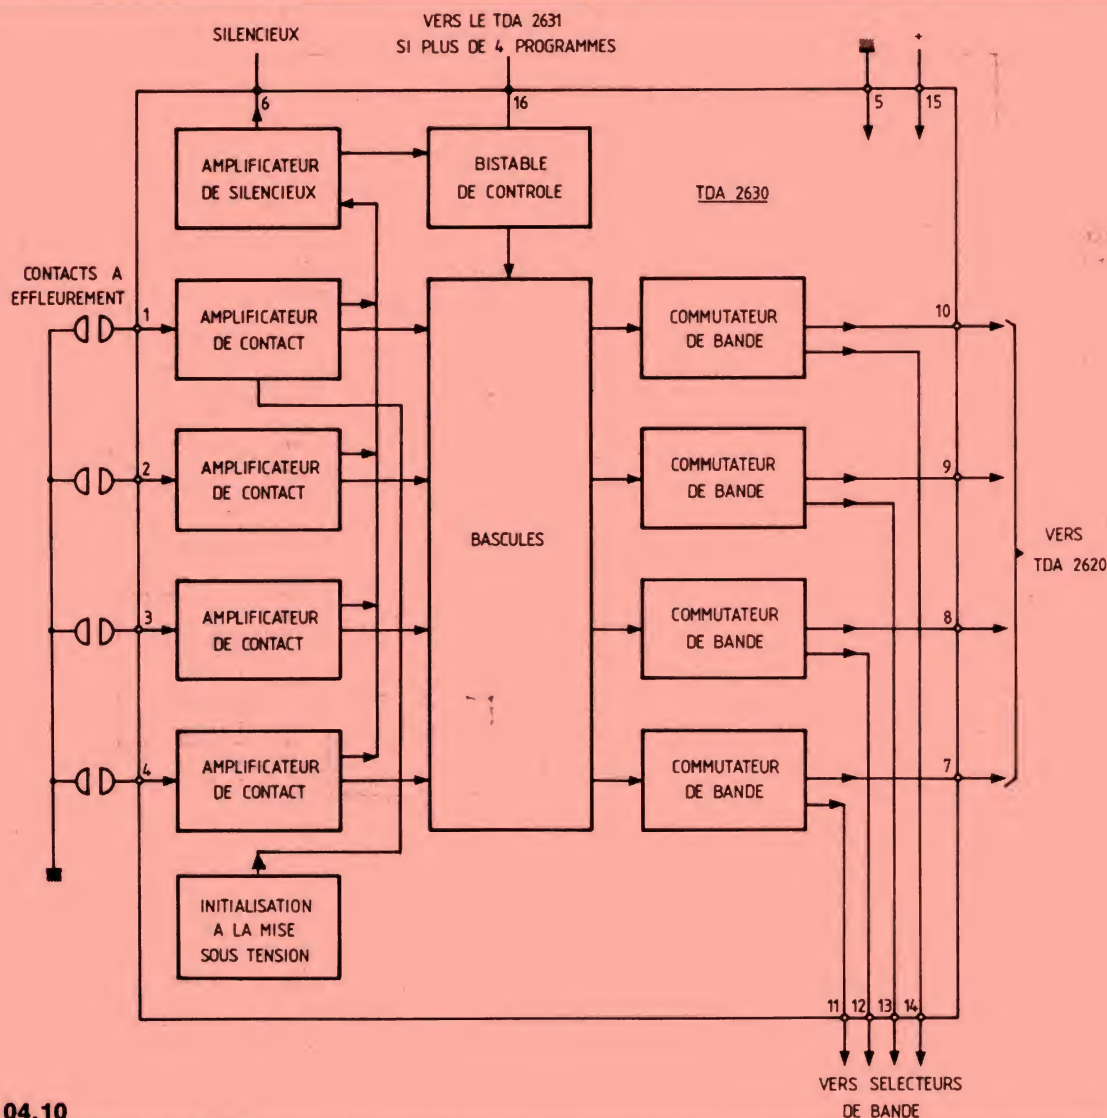 SILENCIEUX
VERS LE TDA 2631
SI PLUS DE 4 PROGRAMMES
+
6
16
5
15
AMPLIFICATEUR
DE SILENCIEUX
BISTABLE
DE CONTROLE
TDA 2630
CONTACTS A
EFFLEUREMENT
1
AMPLIFICATEUR
DE CONTACT
COMMUTATEUR
DE BANDE
10
2
AMPLIFICATEUR
DE CONTACT
COMMUTATEUR
DE BANDE
9
BASCULES
VERS
TDA 2620
3
AMPLIFICATEUR
DE CONTACT
COMMUTATEUR
DE BANDE
8
4
AMPLIFICATEUR
DE CONTACT
COMMUTATEUR
DE BANDE
7
INITIALISATION
A LA MISE
SOUS TENSION
11
12
13
14
VERS SELECTEURS
DE BANDE
04.10